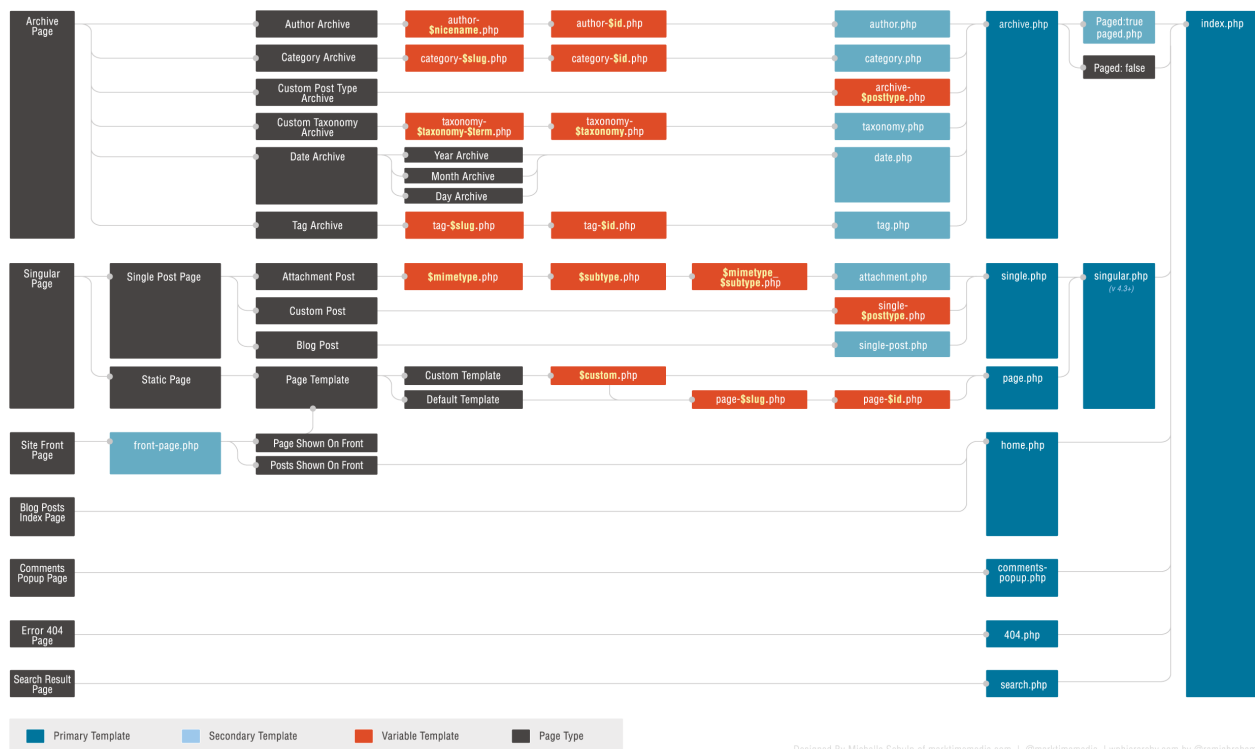 Archive
Page
Author Archive
author-
$nicename.php
author-$id.php
author.php
archive.php
Paged:true
paged.php
index.php
Category Archive
category-$slug.php
category-$id.php
category.php
Paged: false
Custom Post Type
Archive
archive-
$posttype.php
Custom Taxonomy
Archive
taxonomy-
$taxonomy-$term.php
taxonomy-
$taxonomy.php
taxonomy.php
Date Archive
Year Archive
Month Archive
Day Archive
date.php
Tag Archive
tag-$slug.php
tag-$id.php
tag.php
Singular
Page
Single Post Page
Attachment Post
$mimetype.php
$subtype.php
$mimetype_
$subtype.php
attachment.php
single.php
singular.php
(v 4.3+)
Custom Post
single-
$posttype.php
Blog Post
single-post.php
Static Page
Page Template
Custom Template
$custom.php
page.php
Default Template
page-$slug.php
page-$id.php
Site Front
Page
front-page.php
Page Shown On Front
Posts Shown On Front
home.php
Blog Posts
Index Page
Comments
Popup Page
comments-
popup.php
Error 404
Page
404.php
Search Result
Page
search.php
Primary Template
Secondary Template
Variable Template
Page Type